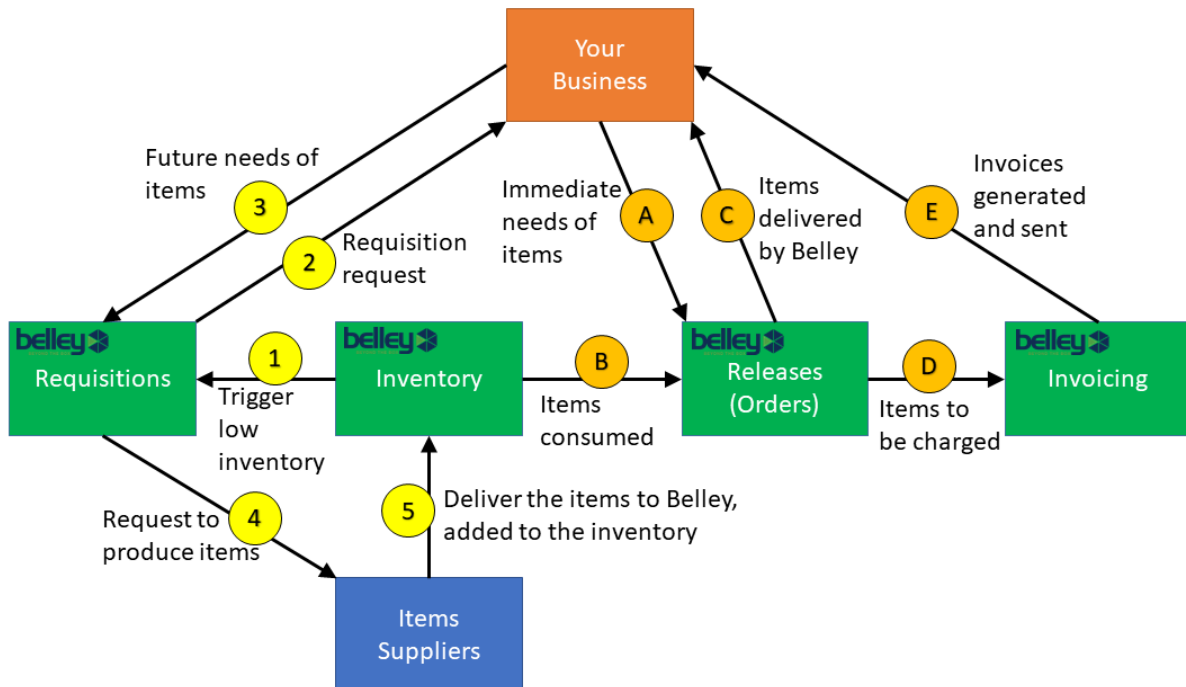 Your
Business
Future needs of
items
3
2
Requisition
request
Immediate
needs of
items
A
C
Items
delivered
by Belley
E
Invoices
generated
and sent
belley
Requisitions
1
Trigger
low
inventory
belley
Inventory
B
Items
consumed
belley
Releases
(Orders)
D
Items to
be charged
belley
Invoicing
Request to
produce items
4
5
Deliver the items to Belley,
added to the inventory
Items
Suppliers